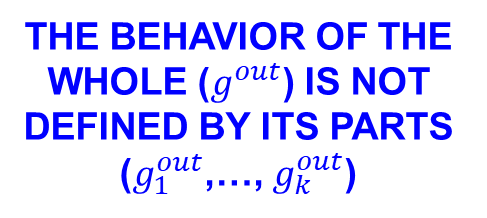 THE BEHAVIOR OF THE
WHOLE (g^{out}) IS NOT
DEFINED BY ITS PARTS
(g_1^{out},..., g_k^{out})